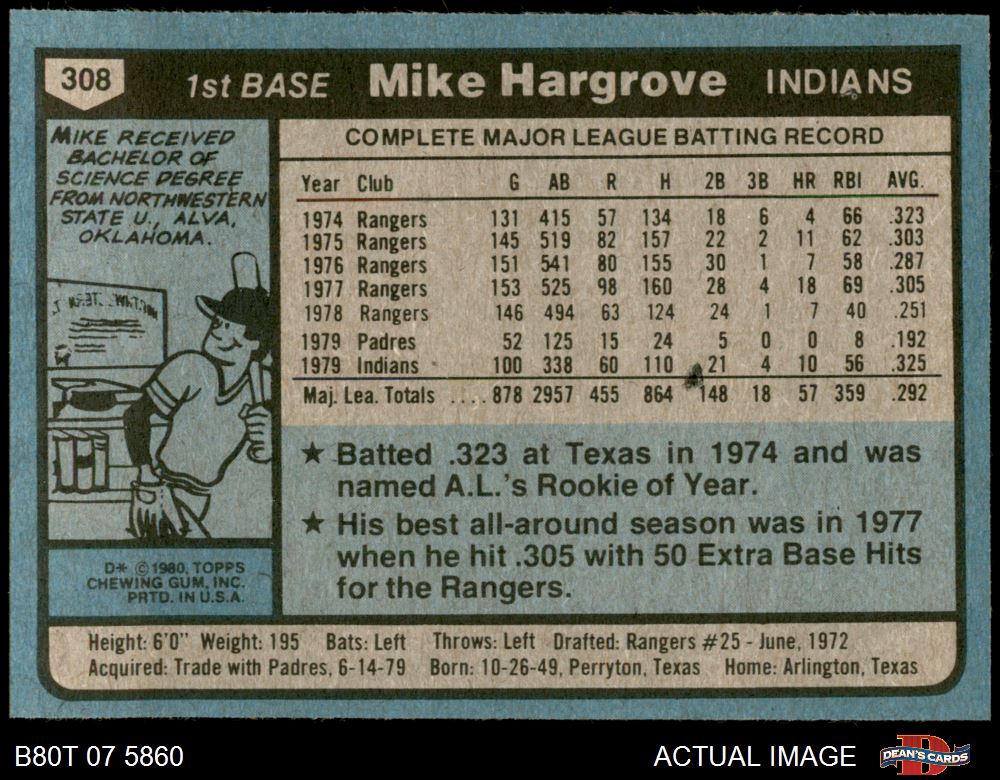 308 1st BASE Mike Hargrove INDIANS
MIKE RECEIVED
BACHELOR OF
SCIENCE DEGREE
FROM NORTHWESTERN
STATE U., ALVA,
OKLAHOMA.
D* © 1980, TOPPS
CHEWING GUM, INC.
PRTD. IN U.S.A.
COMPLETE MAJOR LEAGUE BATTING RECORD
Year Club G AB R H 2B 3B HR RBI AVG.
1974 Rangers 131 415 57 134 18 6 4 66 .323
1975 Rangers 145 519 82 157 22 2 11 62 .303
1976 Rangers 151 541 80 155 30 1 7 58 .287
1977 Rangers 153 525 98 160 28 4 18 69 .305
1978 Rangers 146 494 63 124 24 1 7 40 .251
1979 Padres 52 125 15 24 5 0 0 8 .192
1979 Indians 100 338 60 110 21 4 10 56 .325
Maj. Lea. Totals .... 878 2957 455 864 148 18 57 359 .292
★ Batted .323 at Texas in 1974 and was
named A.L.'s Rookie of Year.
★ His best all-around season was in 1977
when he hit .305 with 50 Extra Base Hits
for the Rangers.
Height: 6'0" Weight: 195 Bats: Left Throws: Left Drafted: Rangers #25 - June, 1972
Acquired: Trade with Padres, 6-14-79 Born: 10-26-49, Perryton, Texas Home: Arlington, Texas
B80T 07 5860 ACTUAL IMAGE DEAN'S CARDS